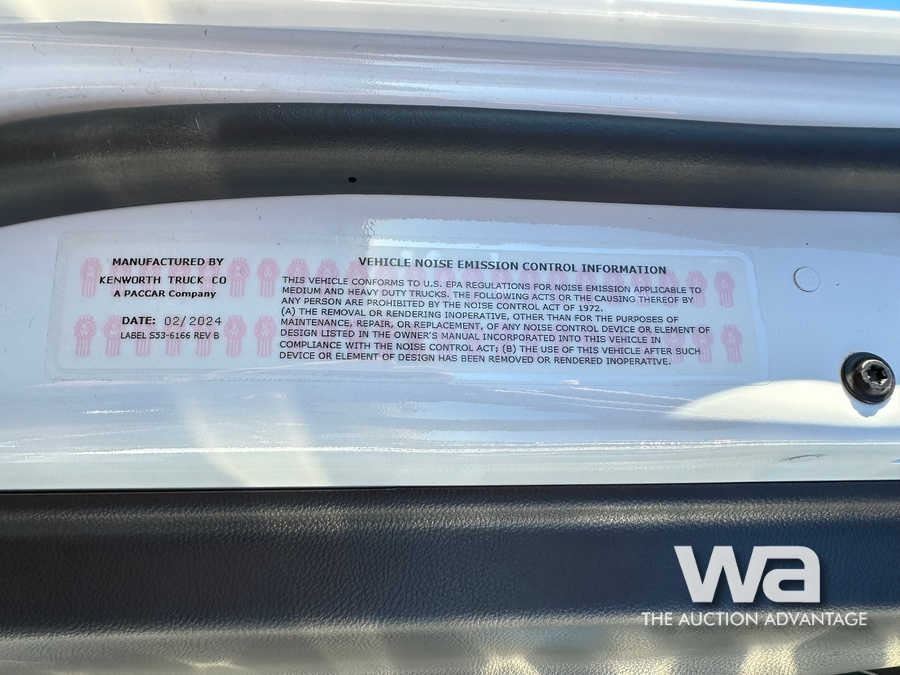 MANUFACTURED BY
KENWORTH TRUCK CO
A PACCAR Company
DATE: 02/2024
LABEL S53-6166 REV B
VEHICLE NOISE EMISSION CONTROL INFORMATION
THIS VEHICLE CONFORMS TO U.S. EPA REGULATIONS FOR NOISE EMISSION APPLICABLE TO
MEDIUM AND HEAVY DUTY TRUCKS. THE FOLLOWING ACTS OR THE CAUSING THEREOF BY
ANY PERSON ARE PROHIBITED BY THE NOISE CONTROL ACT OF 1972.
(A) THE REMOVAL OR RENDERING INOPERATIVE, OTHER THAN FOR THE PURPOSES OF
MAINTENANCE, REPAIR, OR REPLACEMENT, OF ANY NOISE CONTROL DEVICE OR ELEMENT OF
DESIGN LISTED IN THE OWNER'S MANUAL INCORPORATED INTO THIS VEHICLE IN
COMPLIANCE WITH THE NOISE CONTROL ACT; (B) THE USE OF THIS VEHICLE AFTER SUCH
DEVICE OR ELEMENT OF DESIGN HAS BEEN REMOVED OR RENDERED INOPERATIVE.
wa
THE AUCTION ADVANTAGE